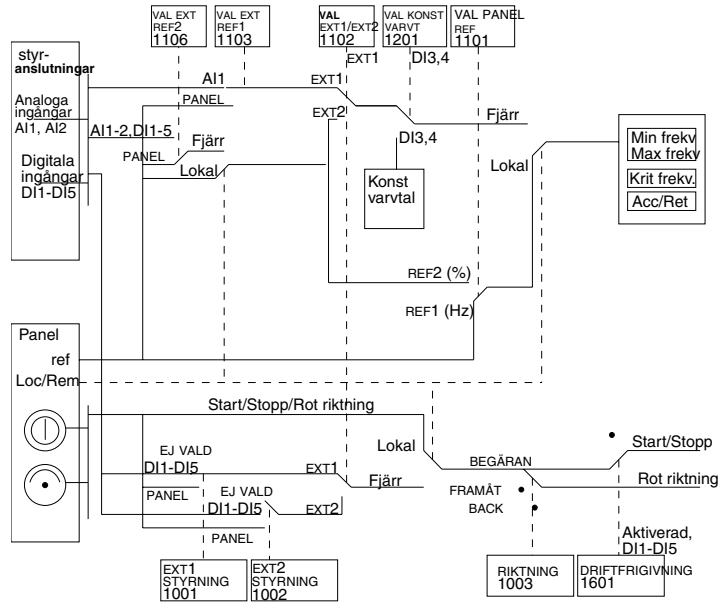 VAL EXT
REF2
1106
VAL EXT
REF1
1103
VAL
EXT1/EXT2
1102
VAL KONST
VARVT
1201
VAL PANEL
REF
1101
styr-
anslutningar
Analoga
ingångar
AI1, AI2
Digitala
ingångar
DI1-DI5
AI1
PANEL
AI1-2,DI1-5
PANEL
Fjärr
Lokal
EXT1
EXT1
EXT2
DI3,4
DI3,4
Konst
varvtal
Fjärr
Lokal
Min frekv
Max frekv
Krit frekv.
Acc/Ret
REF2 (%)
REF1 (Hz)
Panel
ref
Loc/Rem
Start/Stopp/Rot riktning
EJ VALD
DI1-DI5
PANEL
EJ VALD
DI1-DI5
PANEL
EXT1
EXT2
Fjärr
Lokal
BEGÄRAN
Start/Stopp
Rot riktning
FRAMÅT
BACK
Aktiverad,
DI1-DI5
EXT1
STYRNING
1001
EXT2
STYRNING
1002
RIKTNING
1003
DRIFTFRIGIVNING
1601